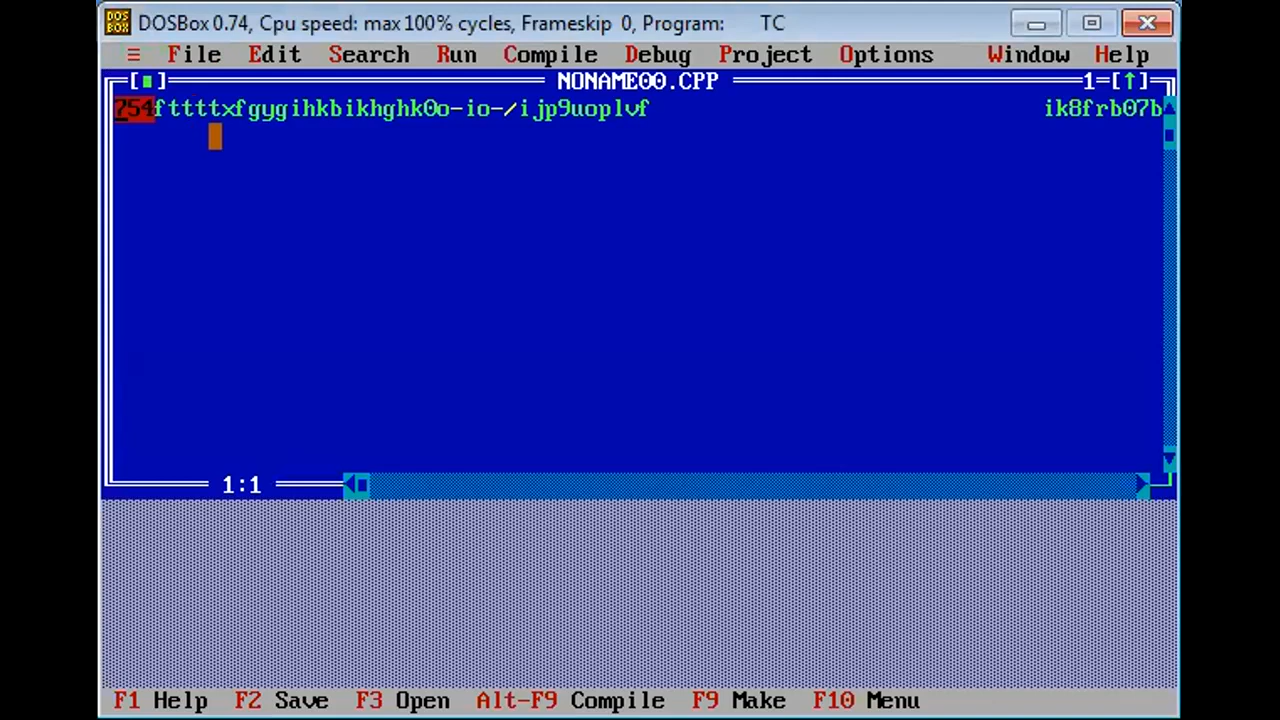 DOSBox 0.74, Cpu speed: max 100% cycles, Frameskip 0, Program: TC
≡ File Edit Search Run Compile Debug Project Options Window Help
[■] NONAME00.CPP 1=[↑]
754fttttxfgygihkbikhghk0o-io-/ijp9uoplvf ik8frb07b
1:1
F1 Help F2 Save F3 Open Alt-F9 Compile F9 Make F10 Menu